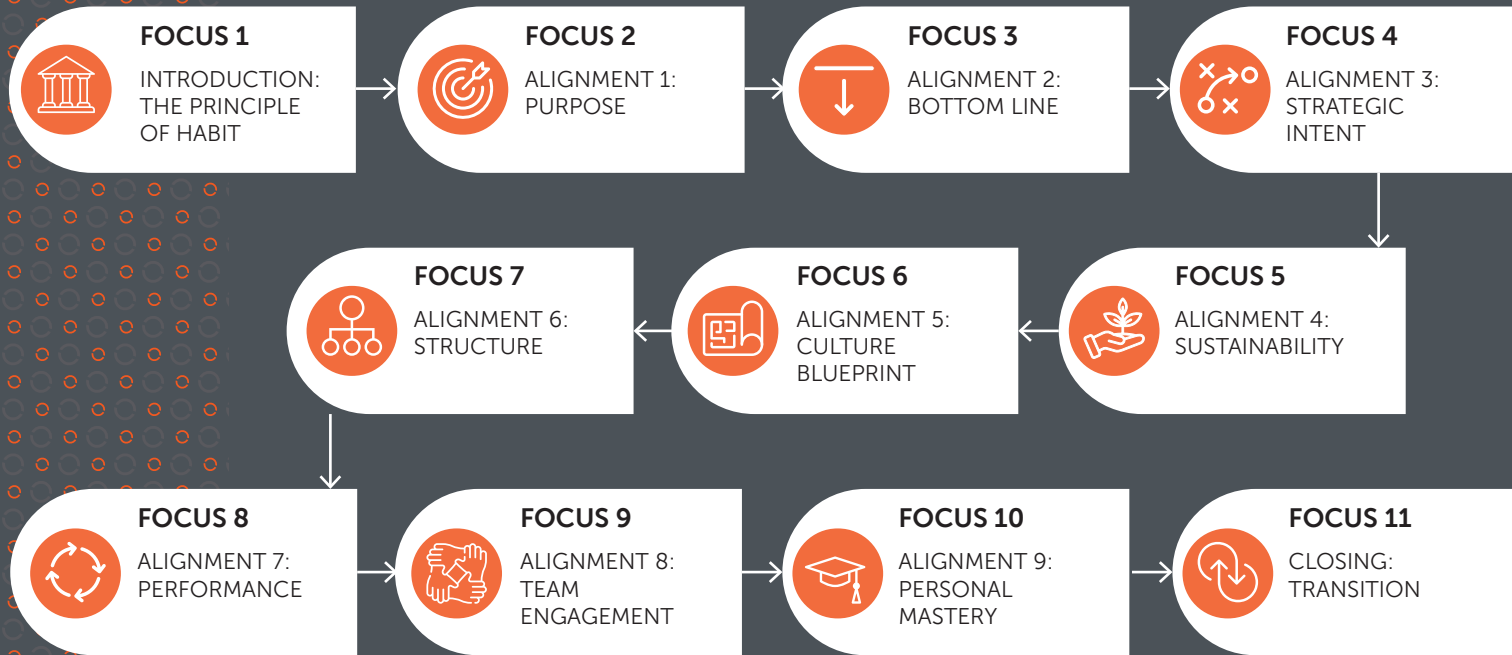 FOCUS 1
INTRODUCTION:
THE PRINCIPLE
OF HABIT
FOCUS 2
ALIGNMENT 1:
PURPOSE
FOCUS 3
ALIGNMENT 2:
BOTTOM LINE
FOCUS 4
ALIGNMENT 3:
STRATEGIC
INTENT
FOCUS 5
ALIGNMENT 4:
SUSTAINABILITY
FOCUS 6
ALIGNMENT 5:
CULTURE
BLUEPRINT
FOCUS 7
ALIGNMENT 6:
STRUCTURE
FOCUS 8
ALIGNMENT 7:
PERFORMANCE
FOCUS 9
ALIGNMENT 8:
TEAM
ENGAGEMENT
FOCUS 10
ALIGNMENT 9:
PERSONAL
MASTERY
FOCUS 11
CLOSING:
TRANSITION